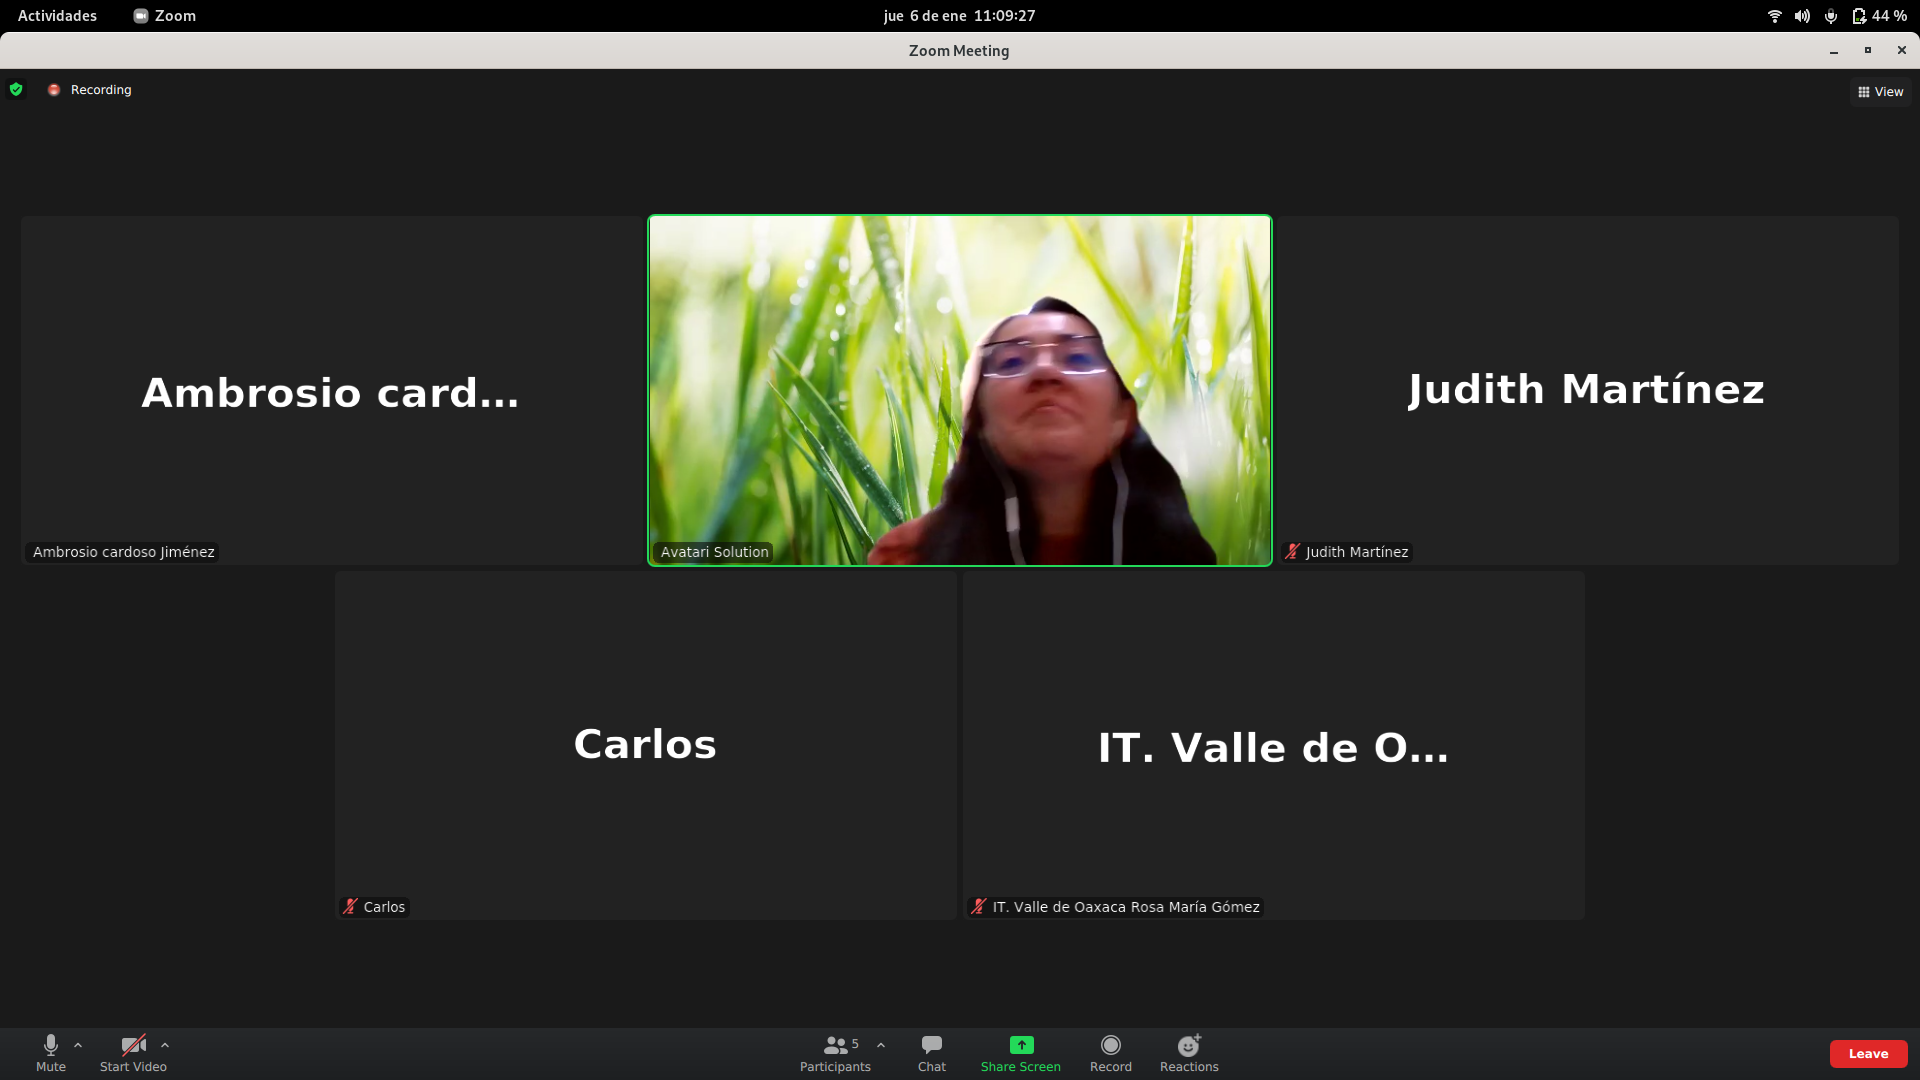 Actividades
Zoom
jue 6 de ene 11:09:27
44 %
Zoom Meeting
Recording
View
Ambrosio card...
Judith Martínez
Ambrosio cardoso Jiménez
Avatari Solution
Judith Martínez
Carlos
IT. Valle de O...
Carlos
IT. Valle de Oaxaca Rosa María Gómez
Mute
Start Video
5
Participants
Chat
Share Screen
Record
Reactions
Leave